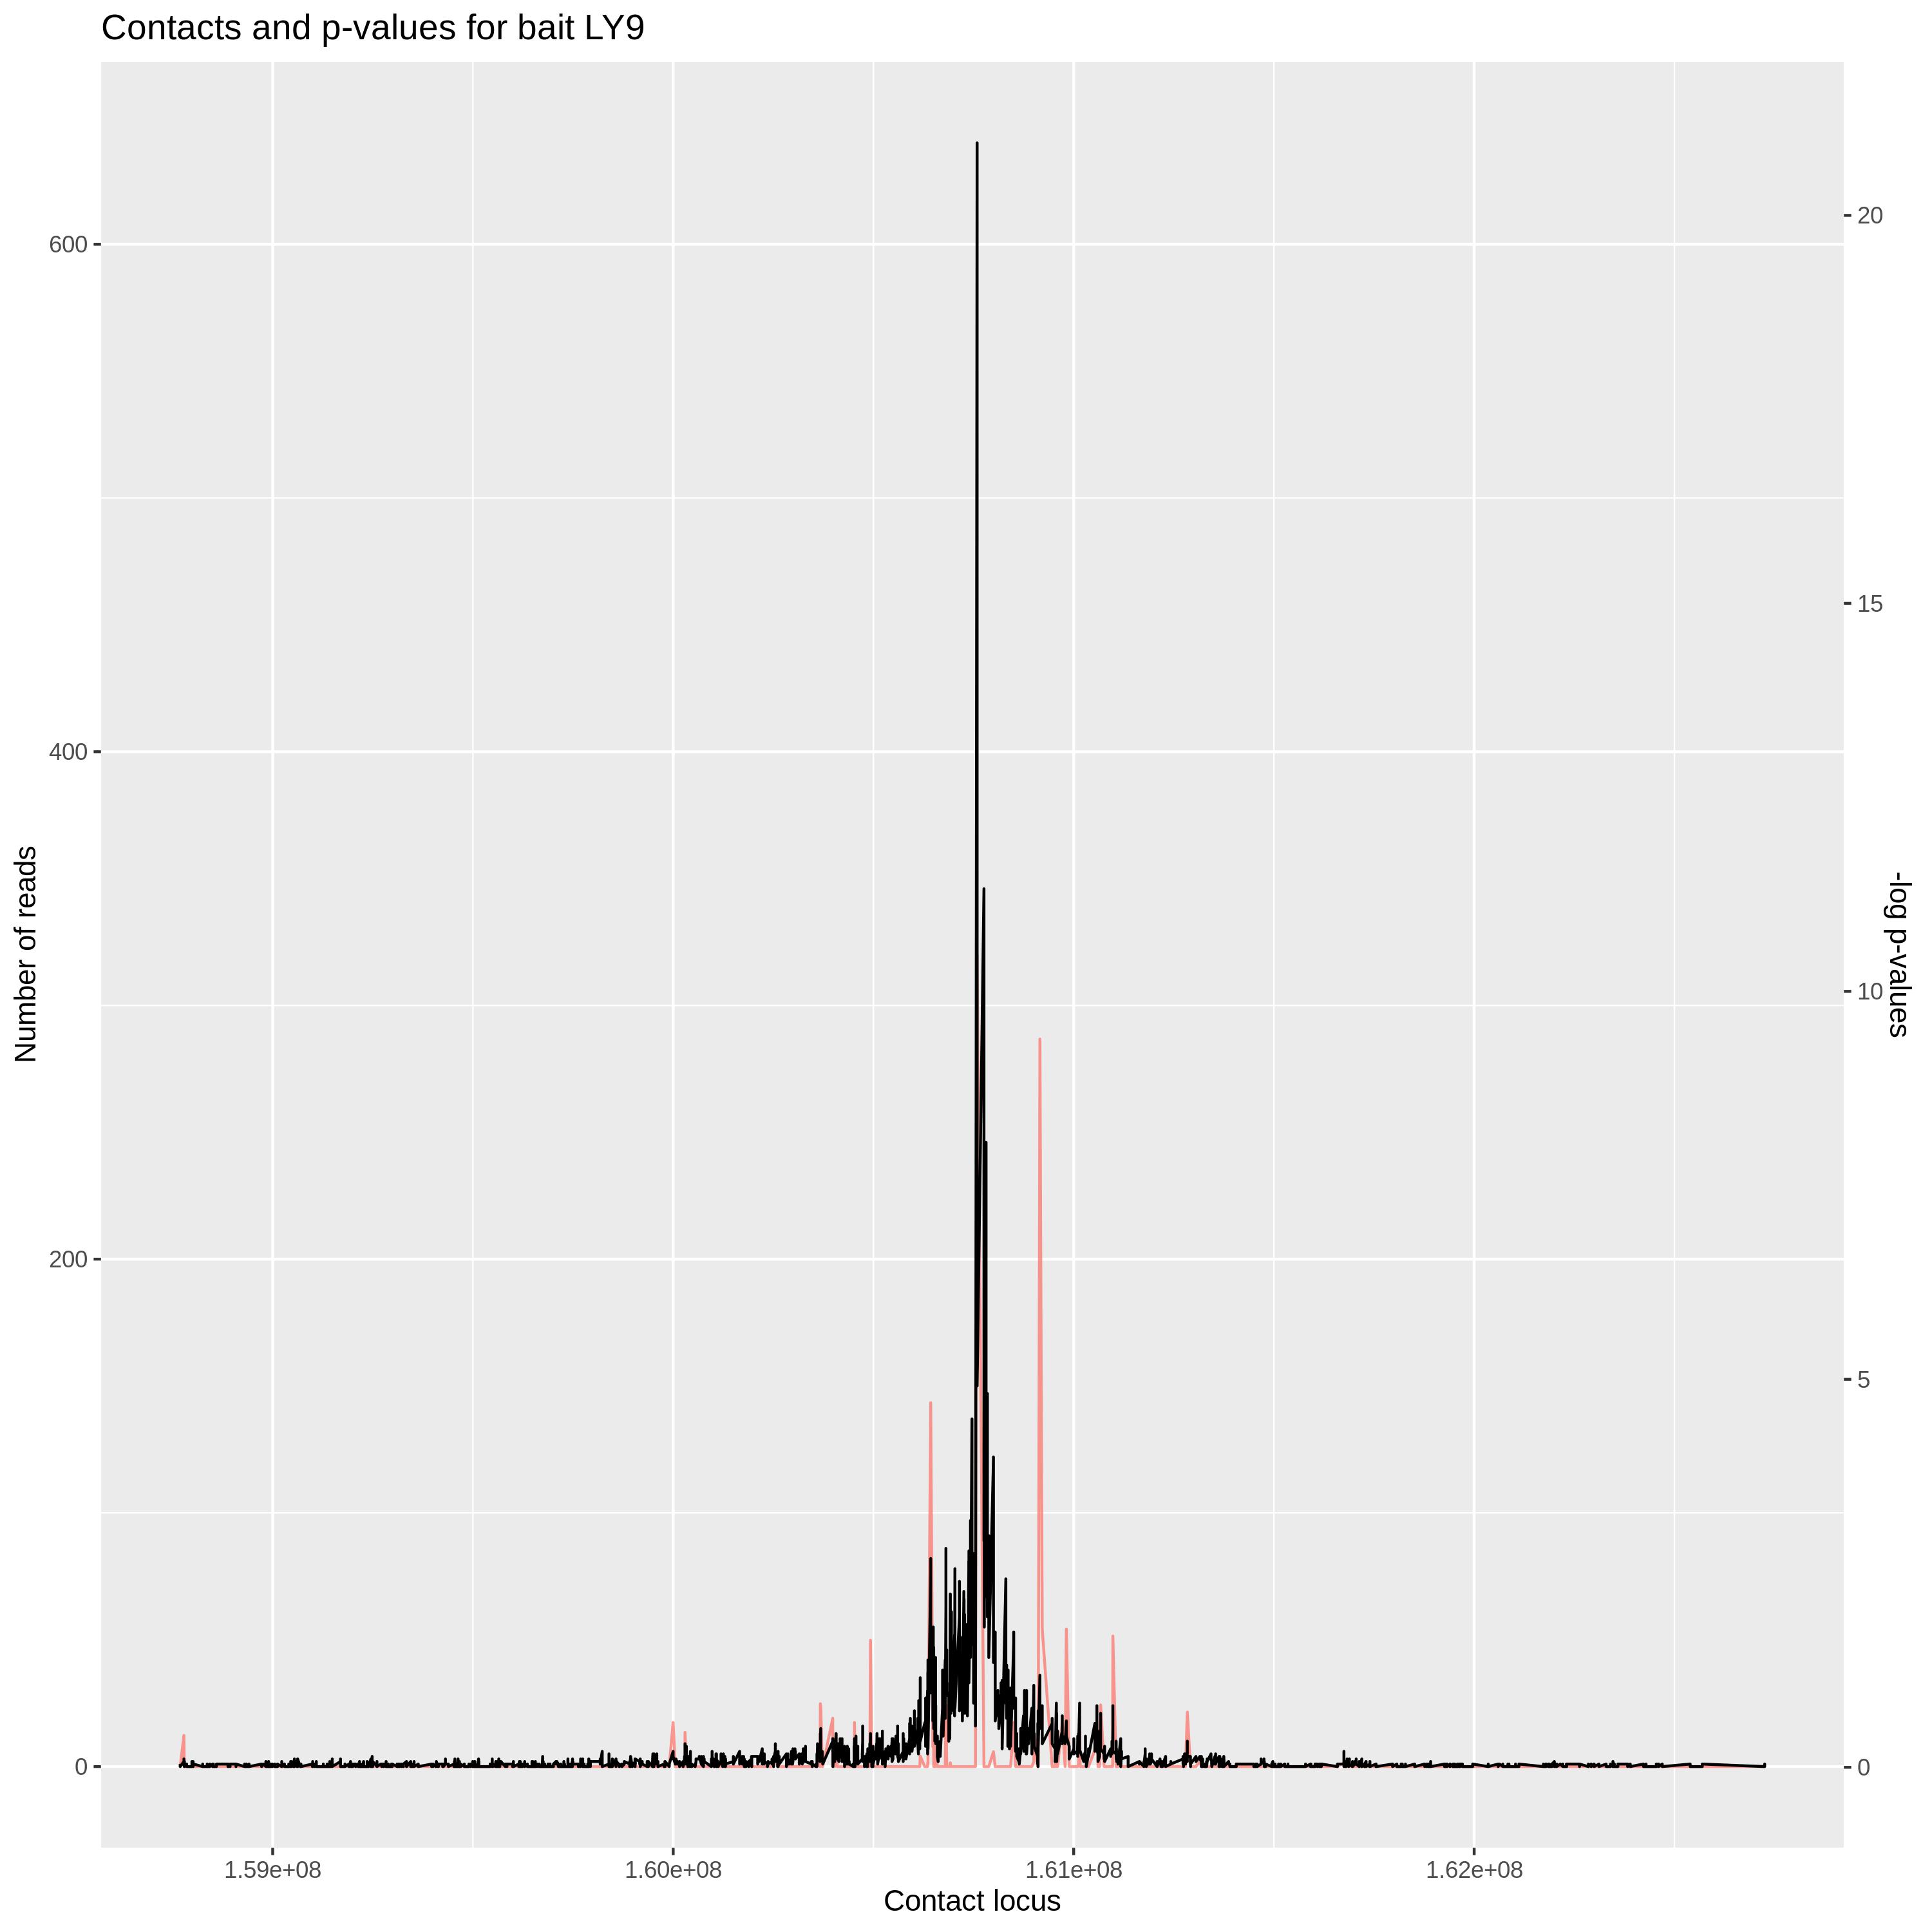 Contacts and p-values for bait LY9
600
400
200
0
Number of reads
20
15
10
5
0
-log p-values
1.59e+08
1.60e+08
1.61e+08
1.62e+08
Contact locus